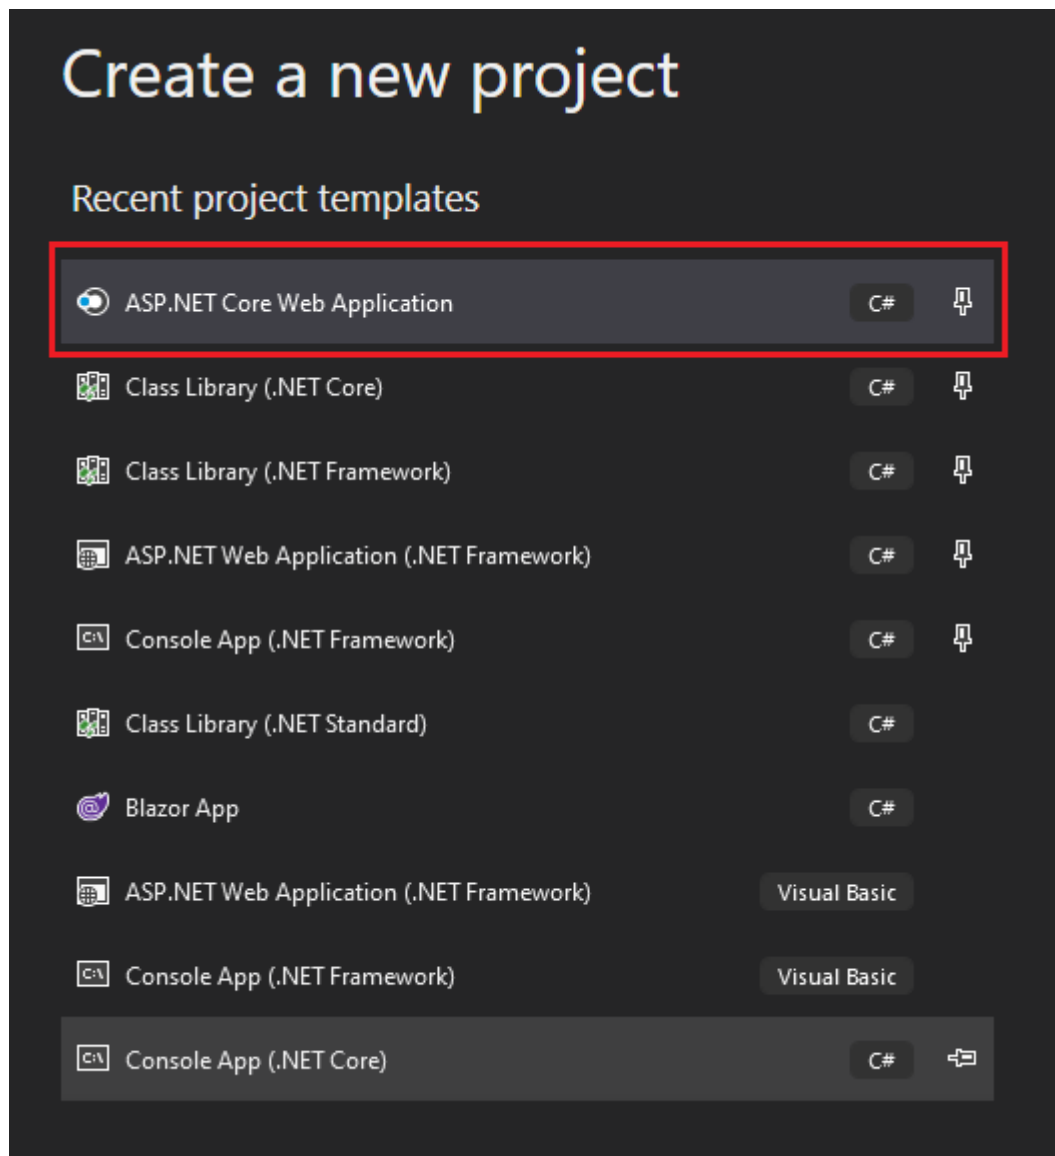 Create a new project
Recent project templates
ASP.NET Core Web Application C#
Class Library (.NET Core) C#
Class Library (.NET Framework) C#
ASP.NET Web Application (.NET Framework) C#
C:\ Console App (.NET Framework) C#
Class Library (.NET Standard) C#
@ Blazor App C#
ASP.NET Web Application (.NET Framework) Visual Basic
C:\ Console App (.NET Framework) Visual Basic
C:\ Console App (.NET Core) C#